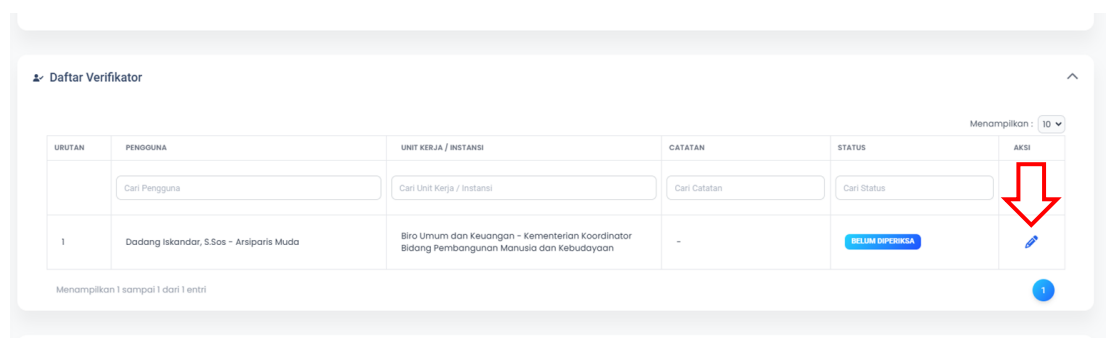 Daftar Verifikator
Menampilkan : 10
URUTAN PENGGUNA UNIT KERJA / INSTANSI CATATAN STATUS AKSI
Cari Pengguna Cari Unit Kerja / Instansi Cari Catatan Cari Status
1 Dadang Iskandar, S.Sos - Arsiparis Muda Biro Umum dan Keuangan - Kementerian Koordinator
Bidang Pembangunan Manusia dan Kebudayaan - BELUM DIPERIKSA
Menampilkan 1 sampai 1 dari 1 entri 1